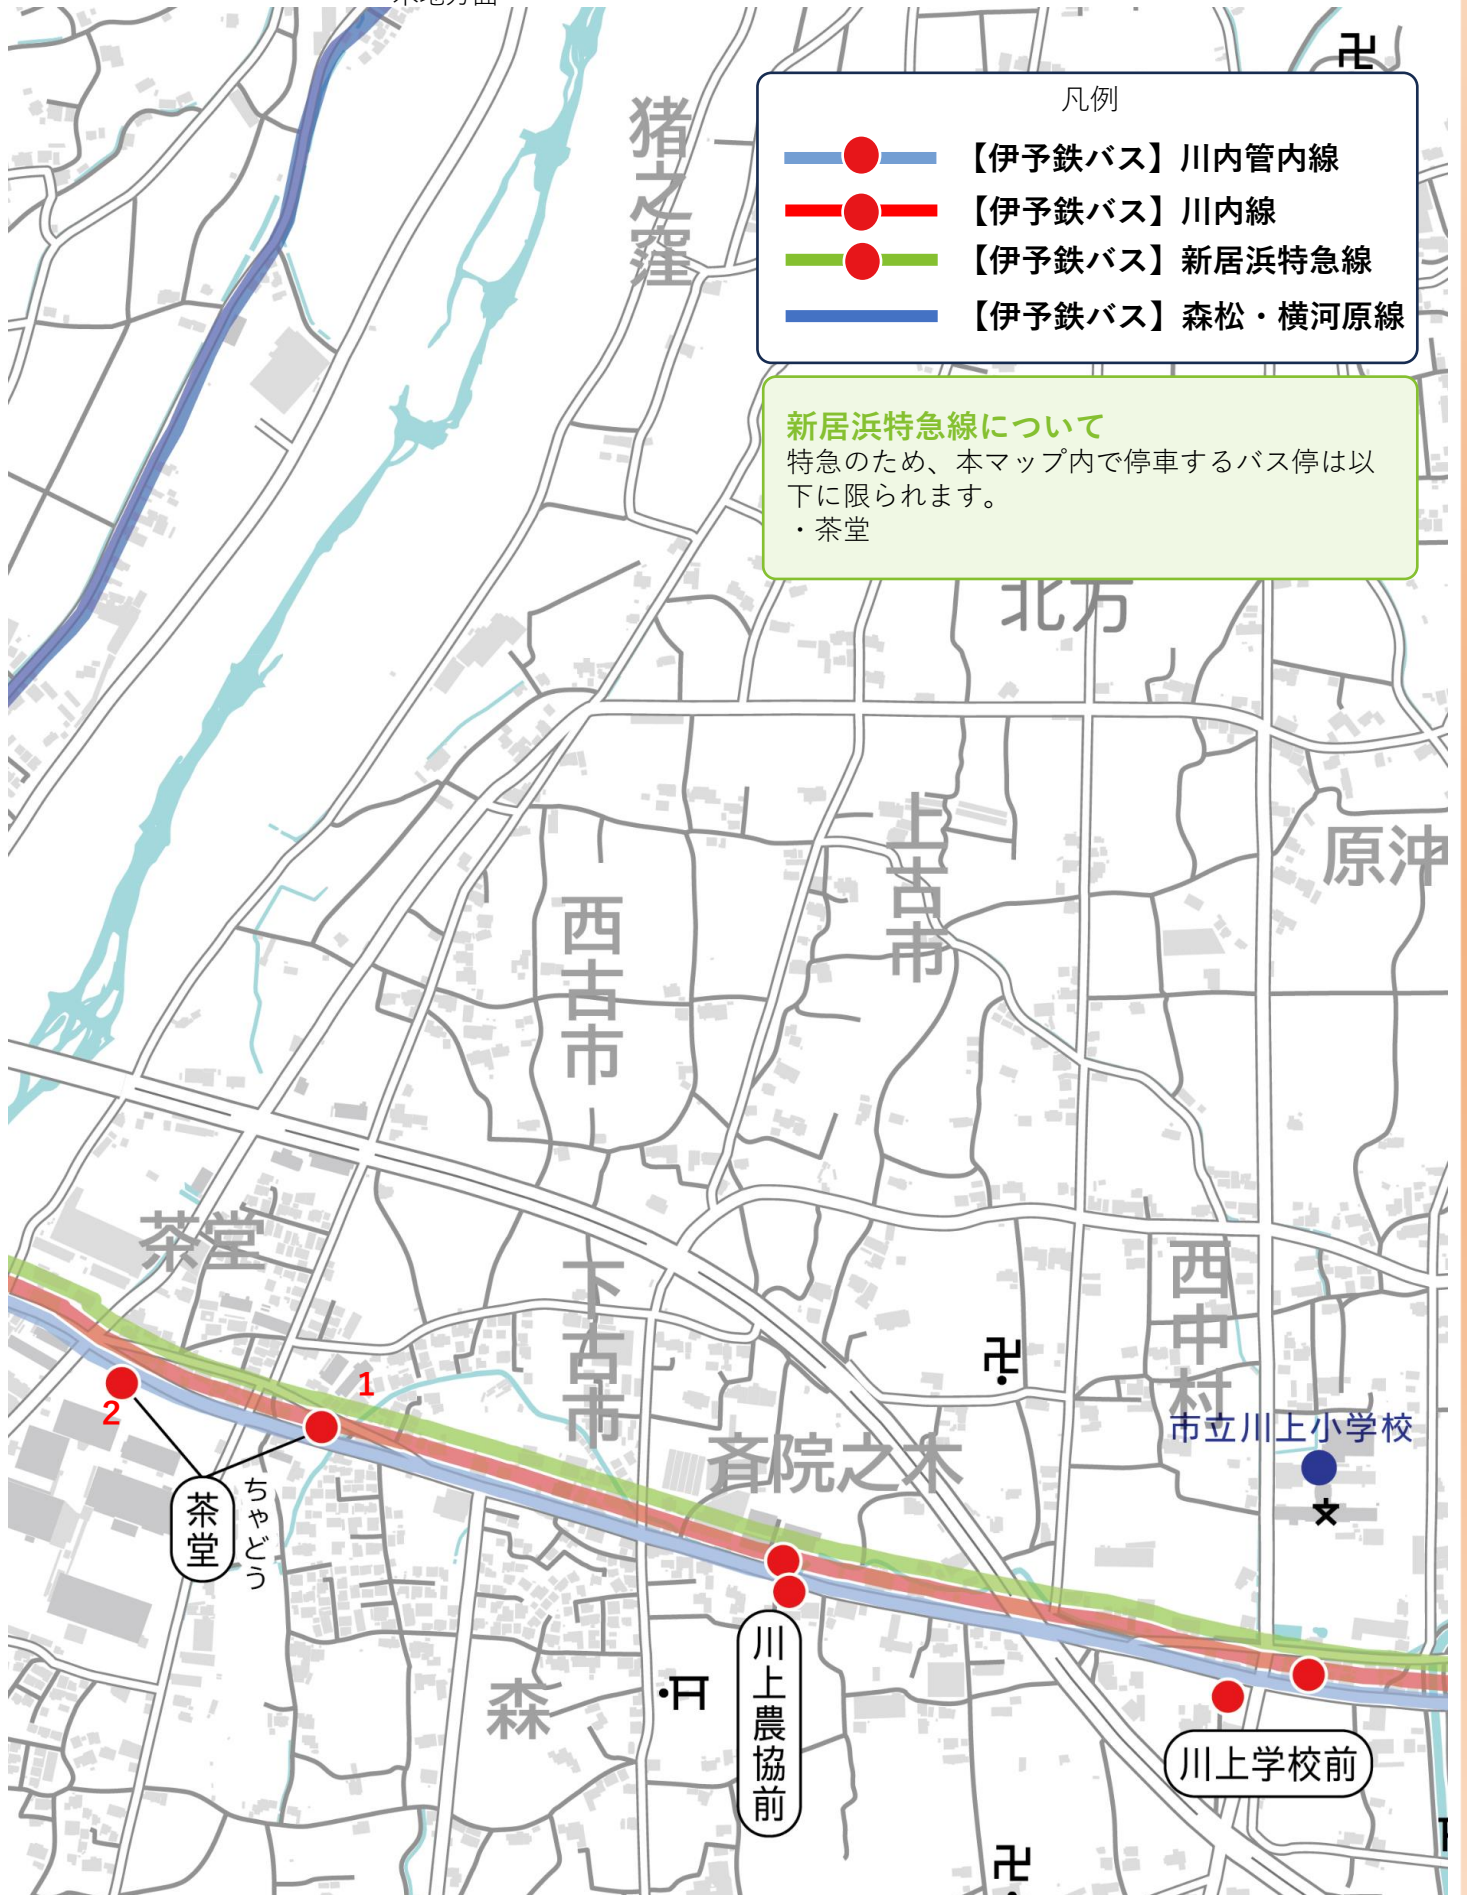 凡例
【伊予鉄バス】川内管内線
【伊予鉄バス】川内線
【伊予鉄バス】新居浜特急線
【伊予鉄バス】森松・横河原線
新居浜特急線について
特急のため、本マップ内で停車するバス停は以
下に限られます。
・茶堂
猪之窪
北方
上古市
原沖
西古市
茶堂
下古市
西中村
市立川上小学校
斉院之木
1
2
茶堂
ちゃどう
川上農協前
森
川上学校前